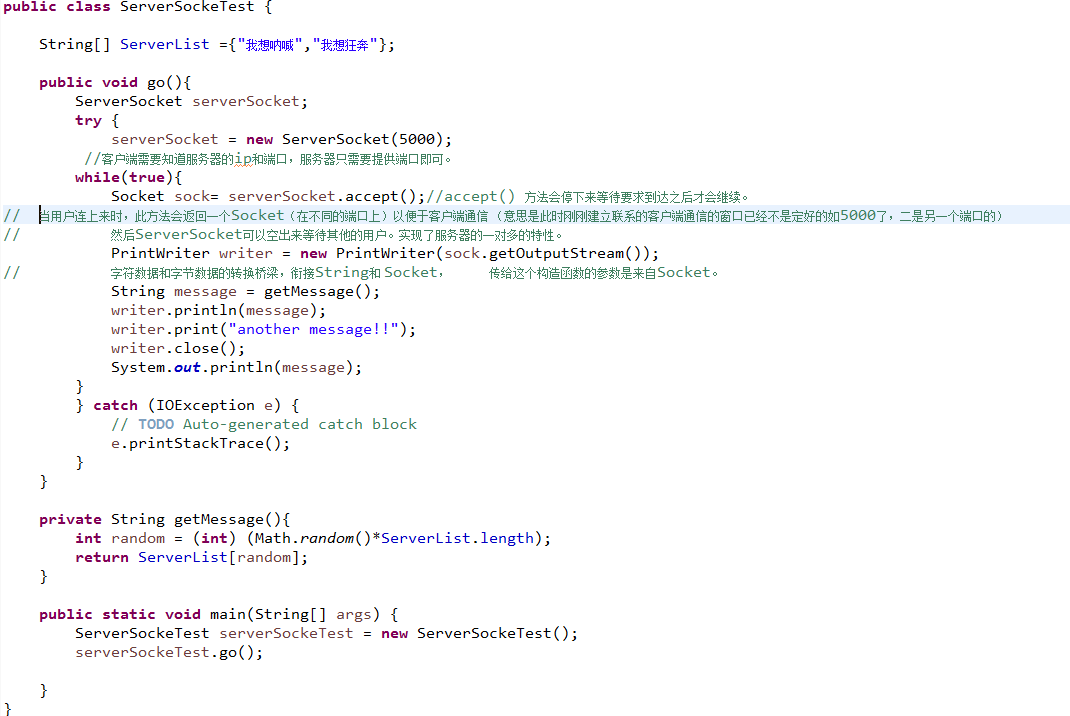 public class ServerSockeTest {
String[] ServerList ={"我想呐喊","我想狂奔"};
public void go(){
ServerSocket serverSocket;
try {
serverSocket = new ServerSocket(5000);
//客户端需要知道服务器的ip和端口，服务器只需要提供端口即可。
while(true){
Socket sock= serverSocket.accept();//accept() 方法会停下来等待要求到达之后才会继续。
// 当用户连上来时，此方法会返回一个Socket（在不同的端口上）以便于客户端通信（意思是此时刚刚建立联系的客户端通信的窗口已经不是定好的如5000了，二是另一个端口的）
// 然后ServerSocket可以空出来等待其他的用户。实现了服务器的一对多的特性。
PrintWriter writer = new PrintWriter(sock.getOutputStream());
// 字符数据和字节数据的转换桥梁，衔接String和 Socket， 传给这个构造函数的参数是来自Socket。
String message = getMessage();
writer.println(message);
writer.print("another message!!");
writer.close();
System.out.println(message);
}
} catch (IOException e) {
// TODO Auto-generated catch block
e.printStackTrace();
}
}
private String getMessage(){
int random = (int) (Math.random()*ServerList.length);
return ServerList[random];
}
public static void main(String[] args) {
ServerSockeTest serverSockeTest = new ServerSockeTest();
serverSockeTest.go();
}
}